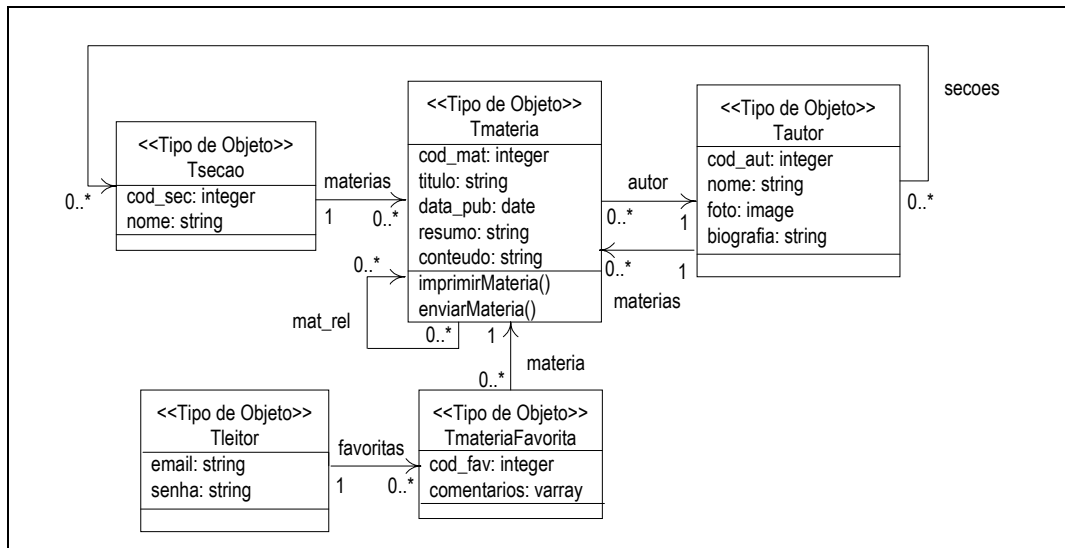 secoes
<<Tipo de Objeto>>
Tsecao
cod_sec: integer
nome: string
0..*
materias
1
0..*
<<Tipo de Objeto>>
Tmateria
cod_mat: integer
titulo: string
data_pub: date
resumo: string
conteudo: string
imprimirMateria()
enviarMateria()
autor
0..*
1
<<Tipo de Objeto>>
Tautor
cod_aut: integer
nome: string
foto: image
biografia: string
0..*
0..*
1
materias
0..*
mat_rel
0..*
1
materia
0..*
<<Tipo de Objeto>>
Tleitor
email: string
senha: string
favoritas
1
0..*
<<Tipo de Objeto>>
TmateriaFavorita
cod_fav: integer
comentarios: varray